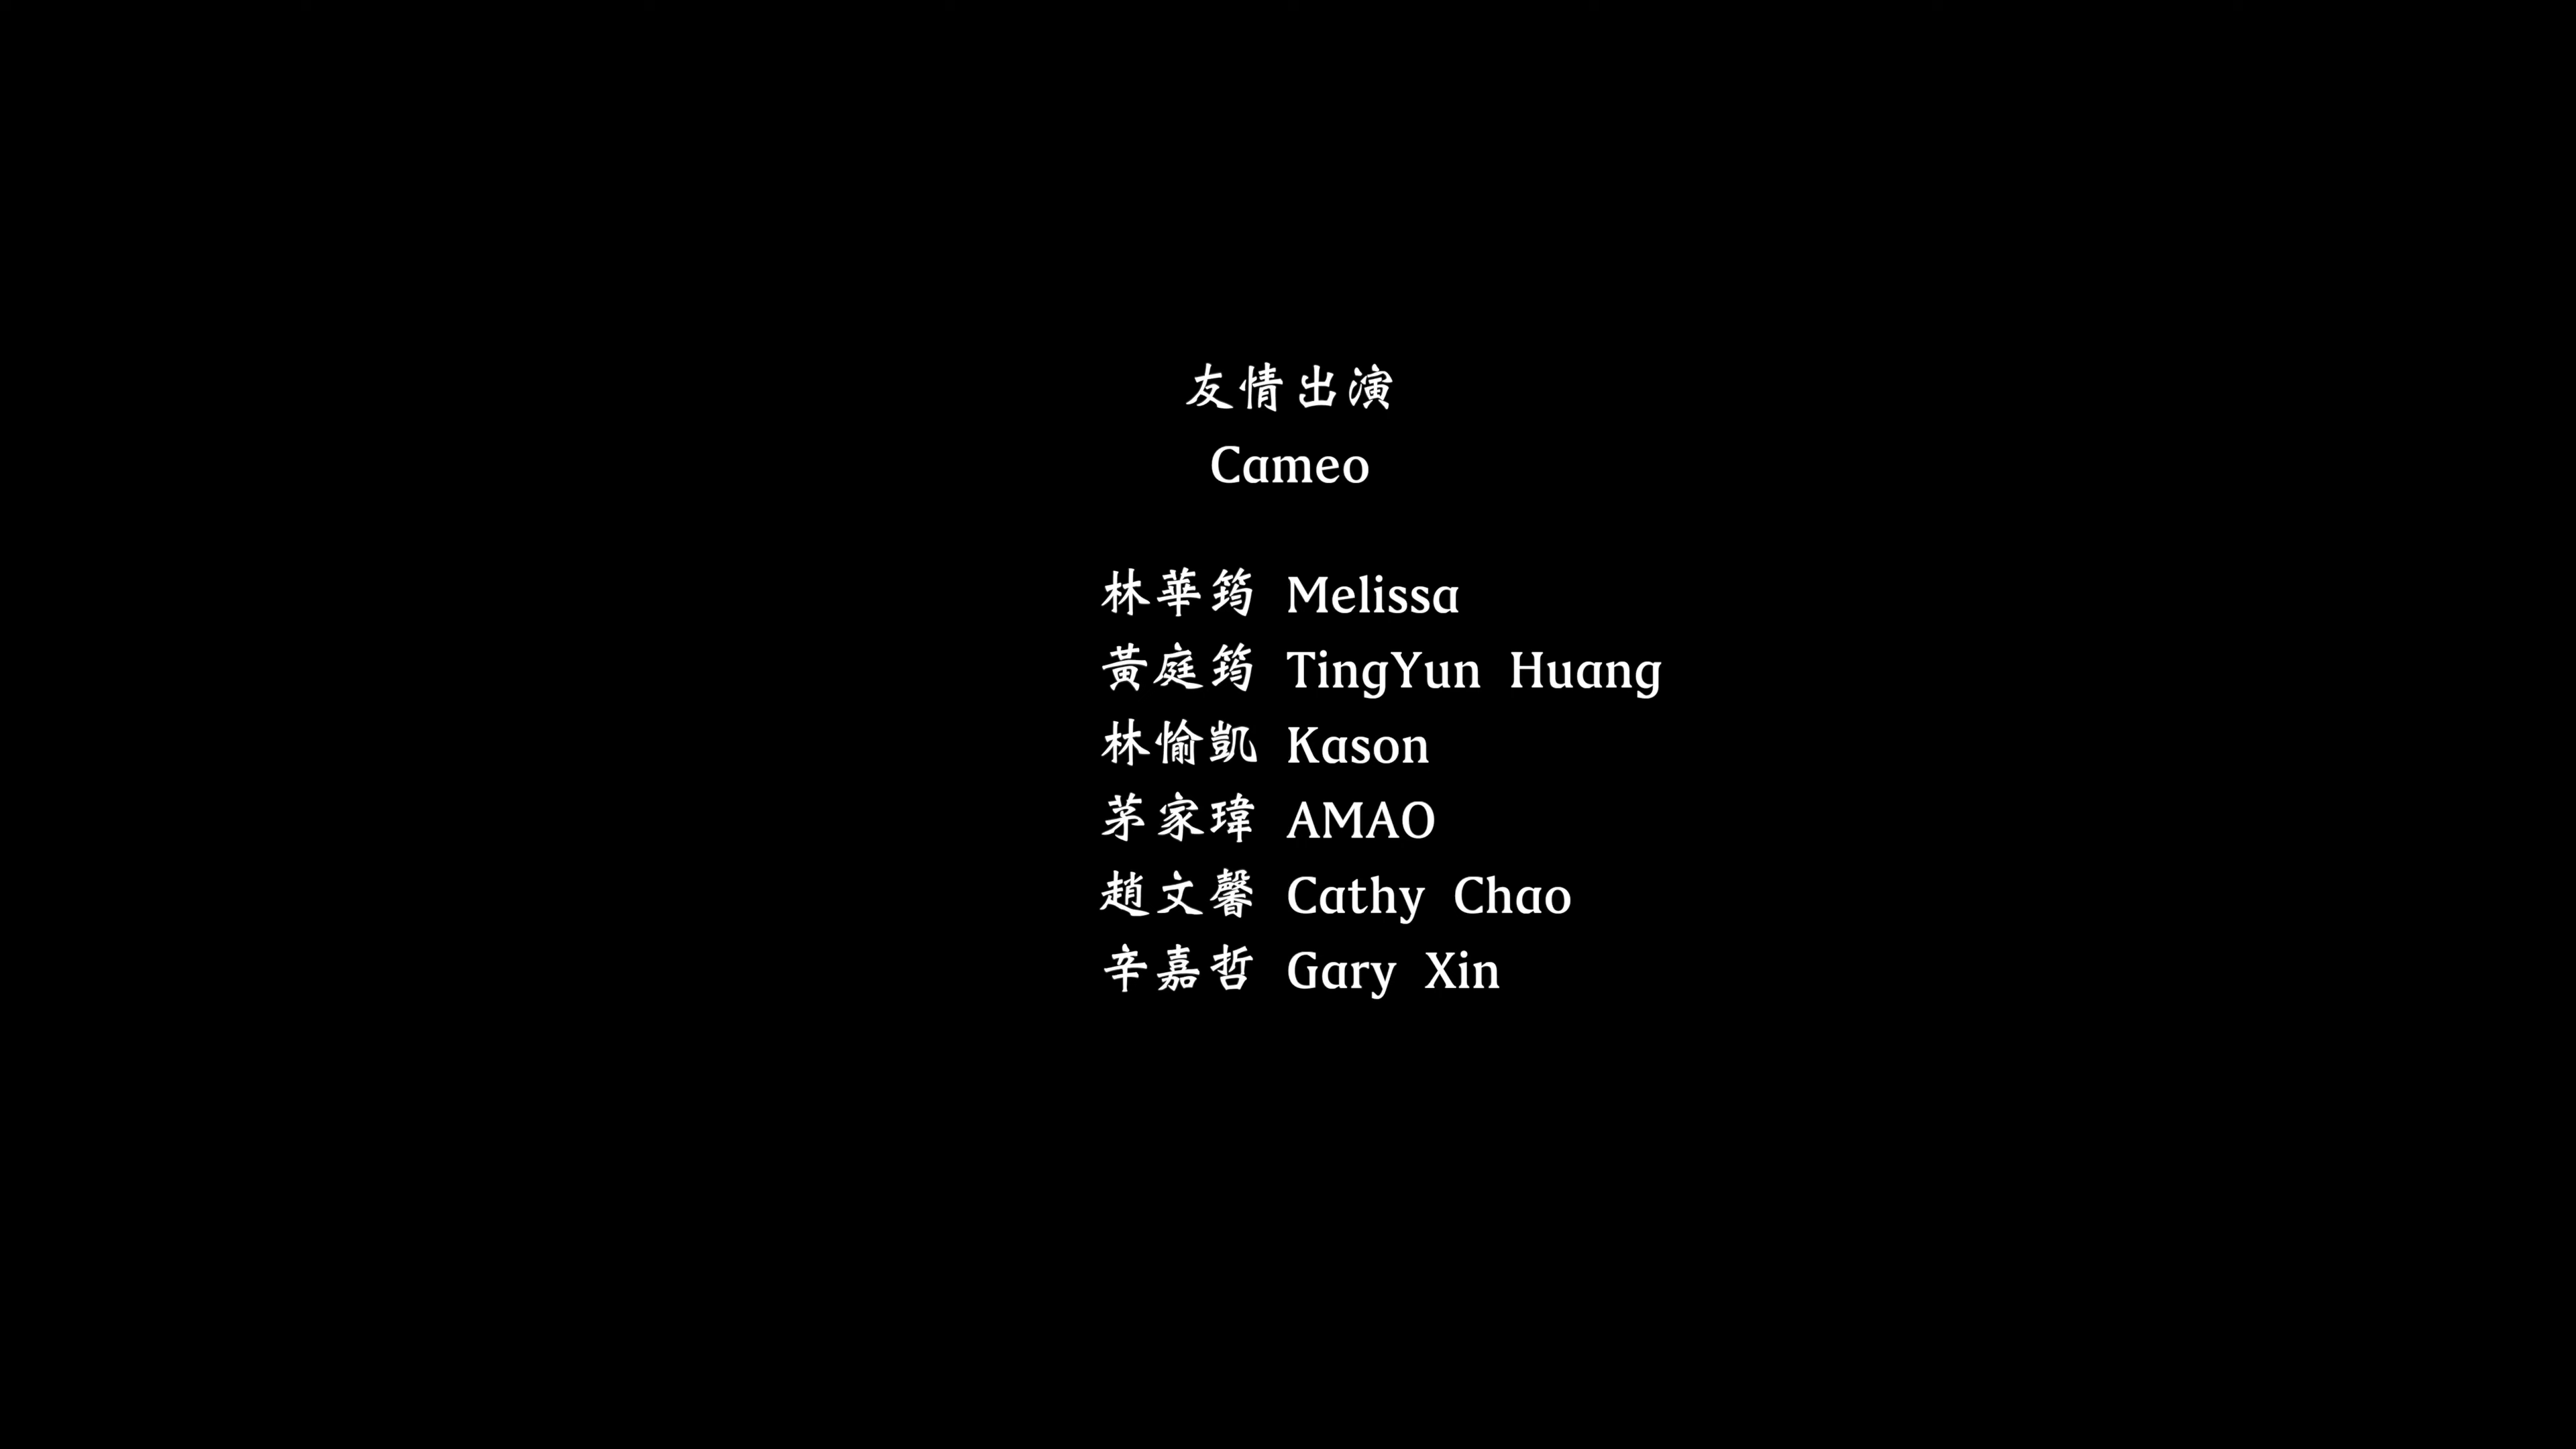 友情出演
Cameo
林華筠 Melissa
黃庭筠 TingYun Huang
林愉凱 Kason
茅家瑋 AMAO
趙文馨 Cathy Chao
辛嘉哲 Gary Xin